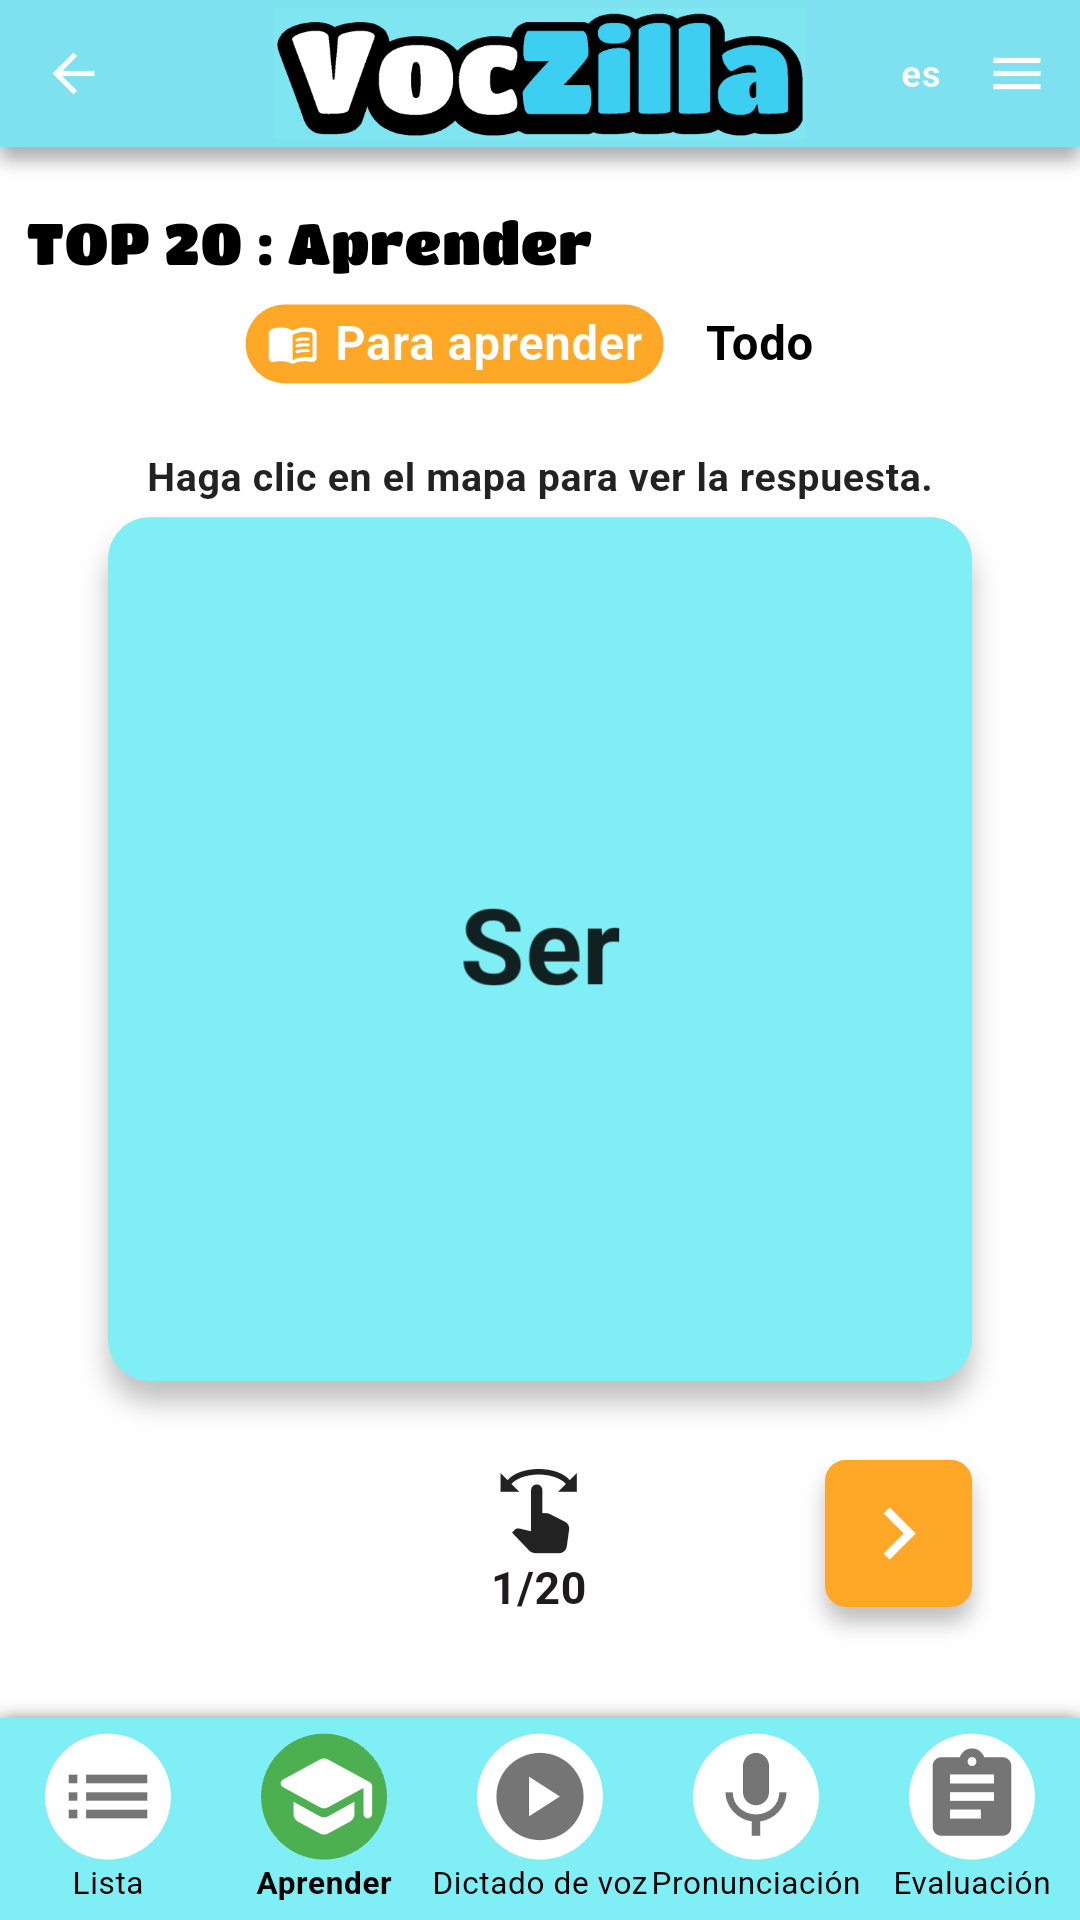 VocZilla
es
TOP 20 : Aprender
Para aprender
Todo
Haga clic en el mapa para ver la respuesta.
Ser
1/20
Lista
Aprender
Dictado de voz
Pronunciación
Evaluación